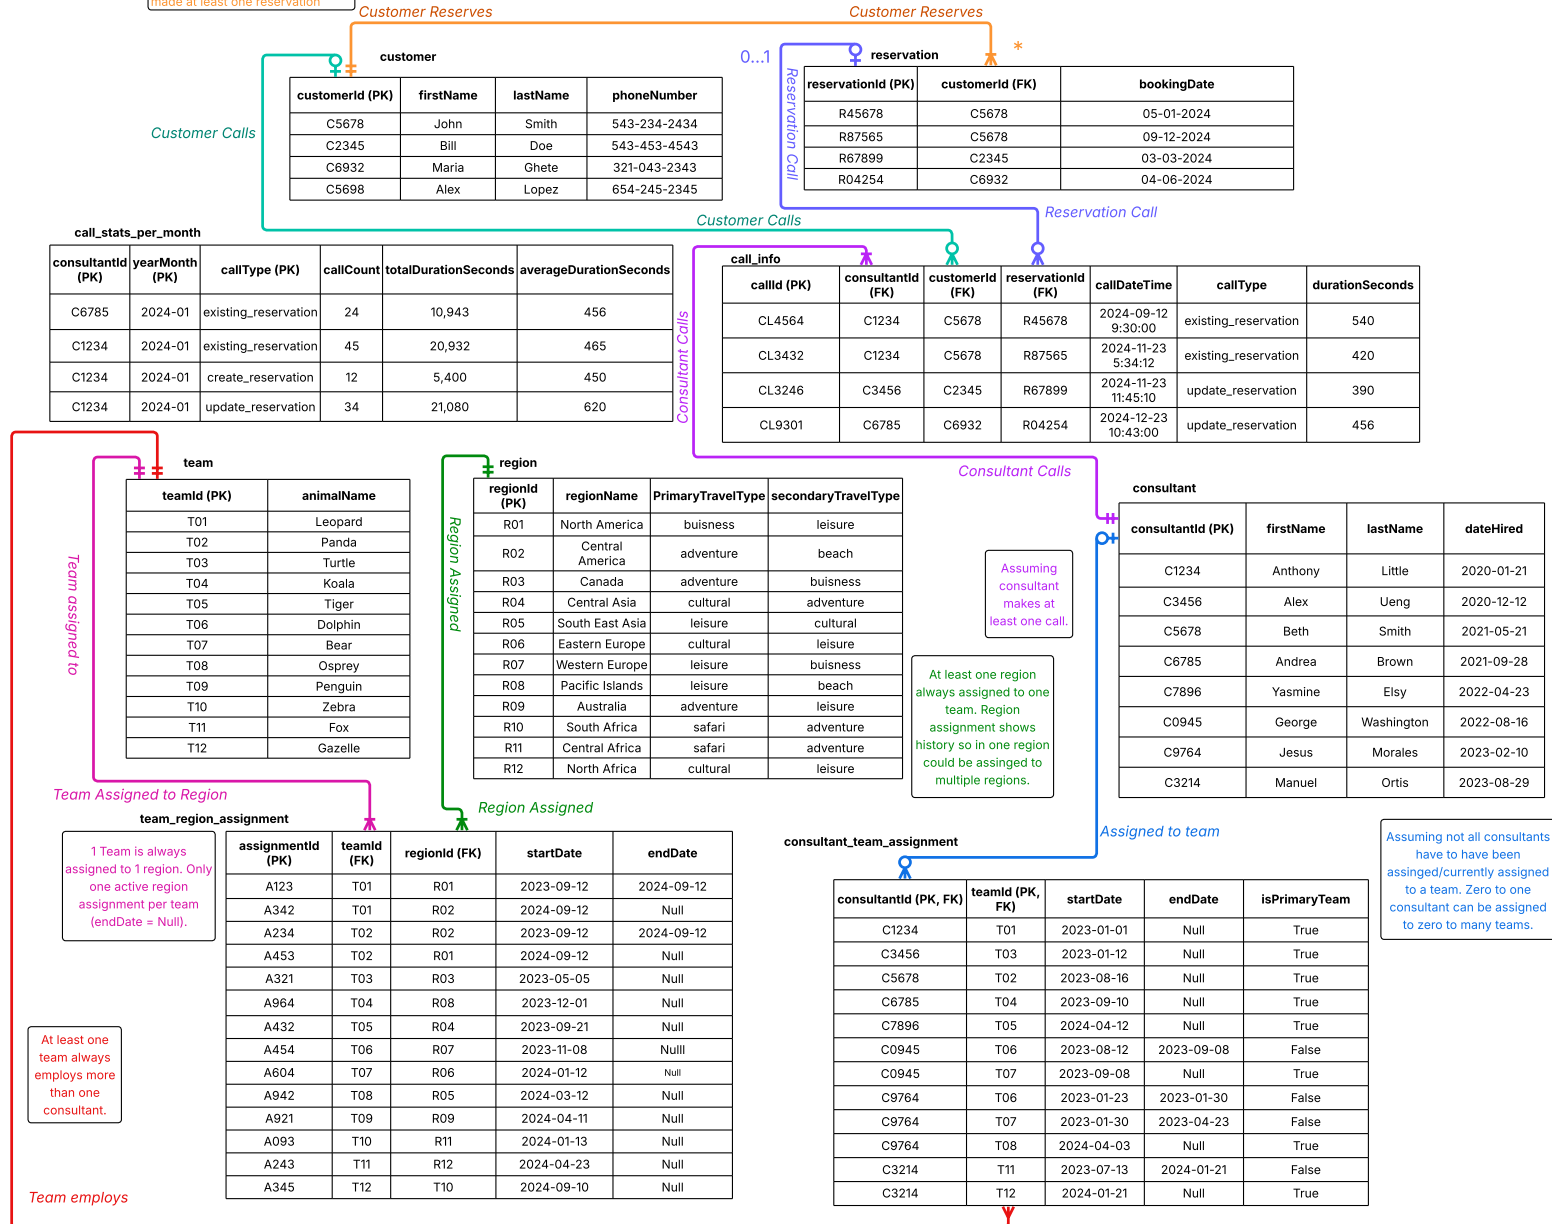 made at least one reservation
Customer Reserves
Customer Reserves
*
0...1
customer
customerId (PK) firstName lastName phoneNumber
C5678 John Smith 543-234-2434
C2345 Bill Doe 543-453-4543
C6932 Maria Ghete 321-043-2343
C5698 Alex Lopez 654-245-2345
reservation
reservationId (PK) customerId (FK) bookingDate
R45678 C5678 05-01-2024
R87565 C5678 09-12-2024
R67899 C2345 03-03-2024
R04254 C6932 04-06-2024
Customer Calls
Reservation Call
Customer Calls
Reservation Call
call_stats_per_month
consultantId (PK) yearMonth (PK) callType (PK) callCount totalDurationSeconds averageDurationSeconds
C6785 2024-01 existing_reservation 24 10,943 456
C1234 2024-01 existing_reservation 45 20,932 465
C1234 2024-01 create_reservation 12 5,400 450
C1234 2024-01 update_reservation 34 21,080 620
Consultant Calls
call_info
callId (PK) consultantId (FK) customerId (FK) reservationId (FK) callDateTime callType durationSeconds
CL4564 C1234 C5678 R45678 2024-09-12 9:30:00 existing_reservation 540
CL3432 C1234 C5678 R87565 2024-11-23 5:34:12 existing_reservation 420
CL3246 C3456 C2345 R67899 2024-11-23 11:45:10 update_reservation 390
CL9301 C6785 C6932 R04254 2024-12-23 10:43:00 update_reservation 456
Consultant Calls
team
teamId (PK) animalName
T01 Leopard
T02 Panda
T03 Turtle
T04 Koala
T05 Tiger
T06 Dolphin
T07 Bear
T08 Osprey
T09 Penguin
T10 Zebra
T11 Fox
T12 Gazelle
Team assigned to
region
regionId (PK) regionName PrimaryTravelType secondaryTravelType
R01 North America buisness leisure
R02 Central America adventure beach
R03 Canada adventure buisness
R04 Central Asia cultural adventure
R05 South East Asia leisure cultural
R06 Eastern Europe cultural leisure
R07 Western Europe leisure buisness
R08 Pacific Islands leisure beach
R09 Australia adventure leisure
R10 South Africa safari adventure
R11 Central Africa safari adventure
R12 North Africa cultural leisure
Region Assigned
consultant
consultantId (PK) firstName lastName dateHired
C1234 Anthony Little 2020-01-21
C3456 Alex Ueng 2020-12-12
C5678 Beth Smith 2021-05-21
C6785 Andrea Brown 2021-09-28
C7896 Yasmine Elsy 2022-04-23
C0945 George Washington 2022-08-16
C9764 Jesus Morales 2023-02-10
C3214 Manuel Ortis 2023-08-29
Assuming
consultant
makes at
least one call.
At least one region
always assigned to one
team. Region
assignment shows
history so in one region
could be assinged to
multiple regions.
Team Assigned to Region
Region Assigned
Assigned to team
team_region_assignment
assignmentId (PK) teamId (FK) regionId (FK) startDate endDate
A123 T01 R01 2023-09-12 2024-09-12
A342 T01 R02 2024-09-12 Null
A234 T02 R02 2023-09-12 2024-09-12
A453 T02 R01 2024-09-12 Null
A321 T03 R03 2023-05-05 Null
A964 T04 R08 2023-12-01 Null
A432 T05 R04 2023-09-21 Null
A454 T06 R07 2023-11-08 Nulll
A604 T07 R06 2024-01-12 Null
A942 T08 R05 2024-03-12 Null
A921 T09 R09 2024-04-11 Null
A093 T10 R11 2024-01-13 Null
A243 T11 R12 2024-04-23 Null
A345 T12 T10 2024-09-10 Null
1 Team is always
assigned to 1 region. Only
one active region
assignment per team
(endDate = Null).
At least one
team always
employs more
than one
consultant.
Team employs
consultant_team_assignment
consultantId (PK, FK) teamId (PK, FK) startDate endDate isPrimaryTeam
C1234 T01 2023-01-01 Null True
C3456 T03 2023-01-12 Null True
C5678 T02 2023-08-16 Null True
C6785 T04 2023-09-10 Null True
C7896 T05 2024-04-12 Null True
C0945 T06 2023-08-12 2023-09-08 False
C0945 T07 2023-09-08 Null True
C9764 T06 2023-01-23 2023-01-30 False
C9764 T07 2023-01-30 2023-04-23 False
C9764 T08 2024-04-03 Null True
C3214 T11 2023-07-13 2024-01-21 False
C3214 T12 2024-01-21 Null True
Assuming not all consultants
have to have been
assinged/currently assigned
to a team. Zero to one
consultant can be assigned
to zero to many teams.